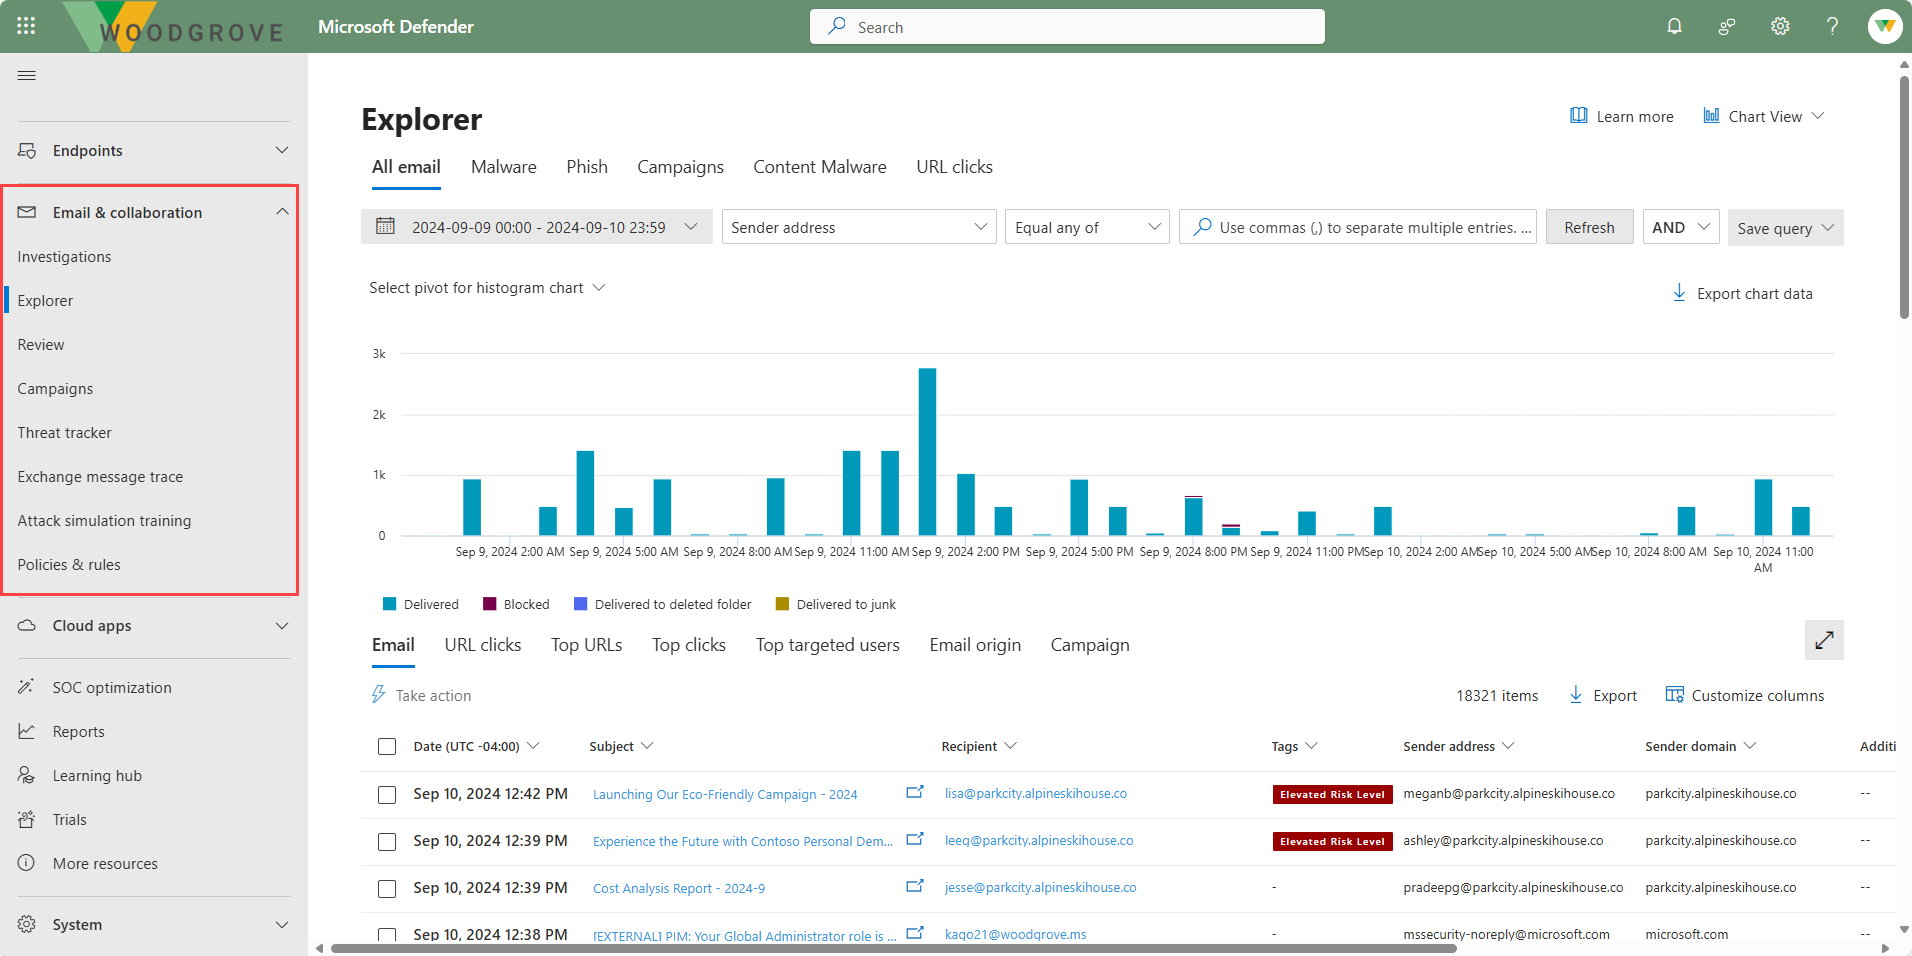 WOODGROVE
Microsoft Defender
Search
Endpoints
Email & collaboration
Investigations
Explorer
Review
Campaigns
Threat tracker
Exchange message trace
Attack simulation training
Policies & rules
Cloud apps
SOC optimization
Reports
Learning hub
Trials
More resources
System
Explorer
Learn more
Chart View
All email Malware Phish Campaigns Content Malware URL clicks
2024-09-09 00:00 - 2024-09-10 23:59 Sender address Equal any of Use commas (,) to separate multiple entries. ... Refresh AND Save query
Select pivot for histogram chart
Export chart data
3k
2k
1k
0
Sep 9, 2024 2:00 AM Sep 9, 2024 5:00 AM Sep 9, 2024 8:00 AM Sep 9, 2024 11:00 AM Sep 9, 2024 2:00 PM Sep 9, 2024 5:00 PM Sep 9, 2024 8:00 PM Sep 9, 2024 11:00 PM Sep 10, 2024 2:00 AM Sep 10, 2024 5:00 AM Sep 10, 2024 8:00 AM Sep 10, 2024 11:00
AM
Delivered Blocked Delivered to deleted folder Delivered to junk
Email URL clicks Top URLs Top clicks Top targeted users Email origin Campaign
Take action
18321 items Export Customize columns
Date (UTC -04:00) Subject Recipient Tags Sender address Sender domain Additi
Sep 10, 2024 12:42 PM Launching Our Eco-Friendly Campaign - 2024 lisa@parkcity.alpineskihouse.co Elevated Risk Level meganb@parkcity.alpineskihouse.co parkcity.alpineskihouse.co --
Sep 10, 2024 12:39 PM Experience the Future with Contoso Personal Dem... leeg@parkcity.alpineskihouse.co Elevated Risk Level ashley@parkcity.alpineskihouse.co parkcity.alpineskihouse.co --
Sep 10, 2024 12:39 PM Cost Analysis Report - 2024-9 jesse@parkcity.alpineskihouse.co - pradeepg@parkcity.alpineskihouse.co parkcity.alpineskihouse.co --
Sep 10, 2024 12:38 PM [EXTERNAL] PIM: Your Global Administrator role is ... kago21@woodgrove.ms - mssecurity-noreply@microsoft.com microsoft.com --